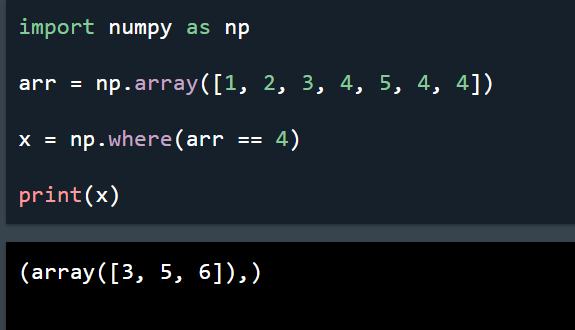 import numpy as np
arr = np.array([1, 2, 3, 4, 5, 4, 4])
x = np.where(arr == 4)
print(x)
(array([3, 5, 6]),)